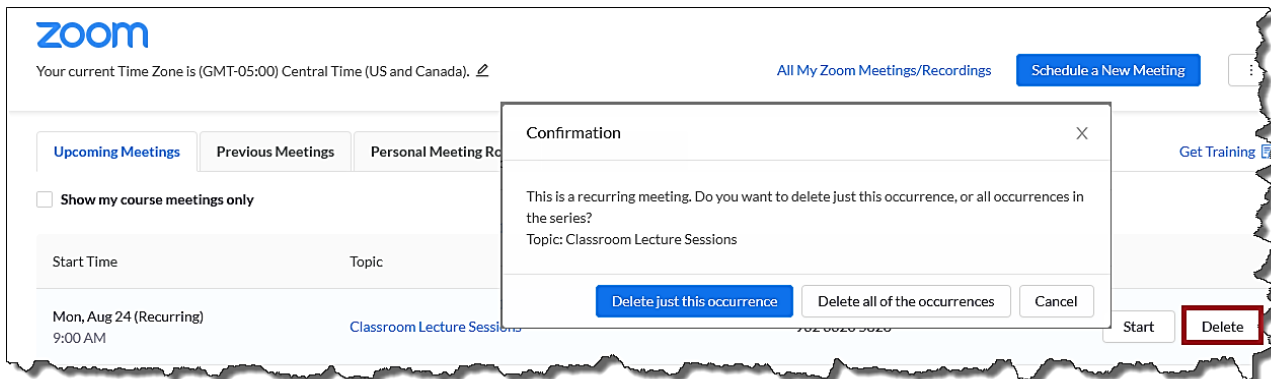 zoom
Your current Time Zone is (GMT-05:00) Central Time (US and Canada).
All My Zoom Meetings/Recordings
Schedule a New Meeting
Upcoming Meetings
Previous Meetings
Personal Meeting Ro
Get Training
Show my course meetings only
Start Time
Topic
Mon, Aug 24 (Recurring)
9:00 AM
Classroom Lecture Sessions
Start
Delete
Confirmation
This is a recurring meeting. Do you want to delete just this occurrence, or all occurrences in
the series?
Topic: Classroom Lecture Sessions
Delete just this occurrence
Delete all of the occurrences
Cancel